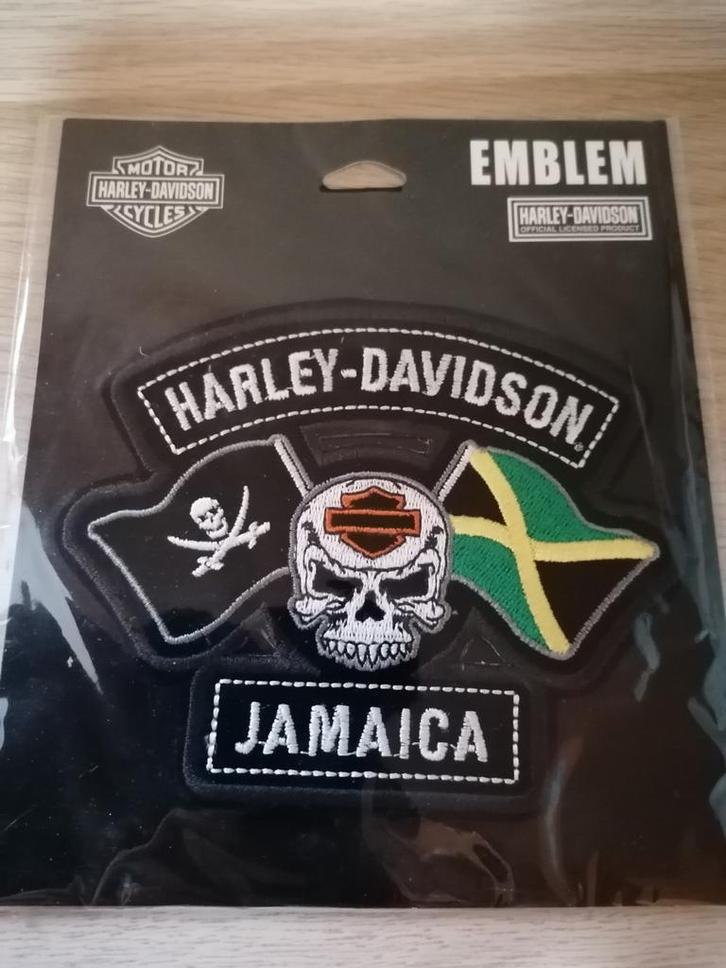 MOTOR
HARLEY-DAVIDSON
CYCLES
EMBLEM
HARLEY-DAVIDSON
OFFICIAL LICENSED PRODUCT
HARLEY-DAVIDSON®
JAMAICA